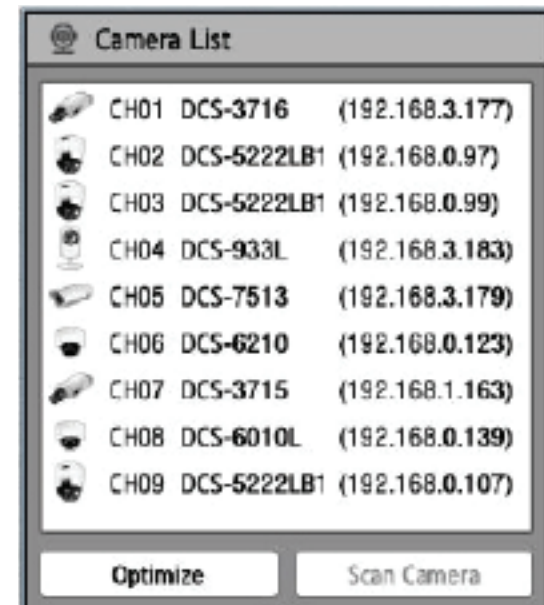 Camera List
CH01 DCS-3716 (192.168.3.177)
CH02 DCS-5222LB1 (192.168.0.97)
CH03 DCS-5222LB1 (192.168.0.99)
CH04 DCS-933L (192.168.3.183)
CH05 DCS-7513 (192.168.3.179)
CH06 DCS-6210 (192.168.0.123)
CH07 DCS-3715 (192.168.1.163)
CH08 DCS-6010L (192.168.0.139)
CH09 DCS-5222LB1 (192.168.0.107)
Optimize Scan Camera